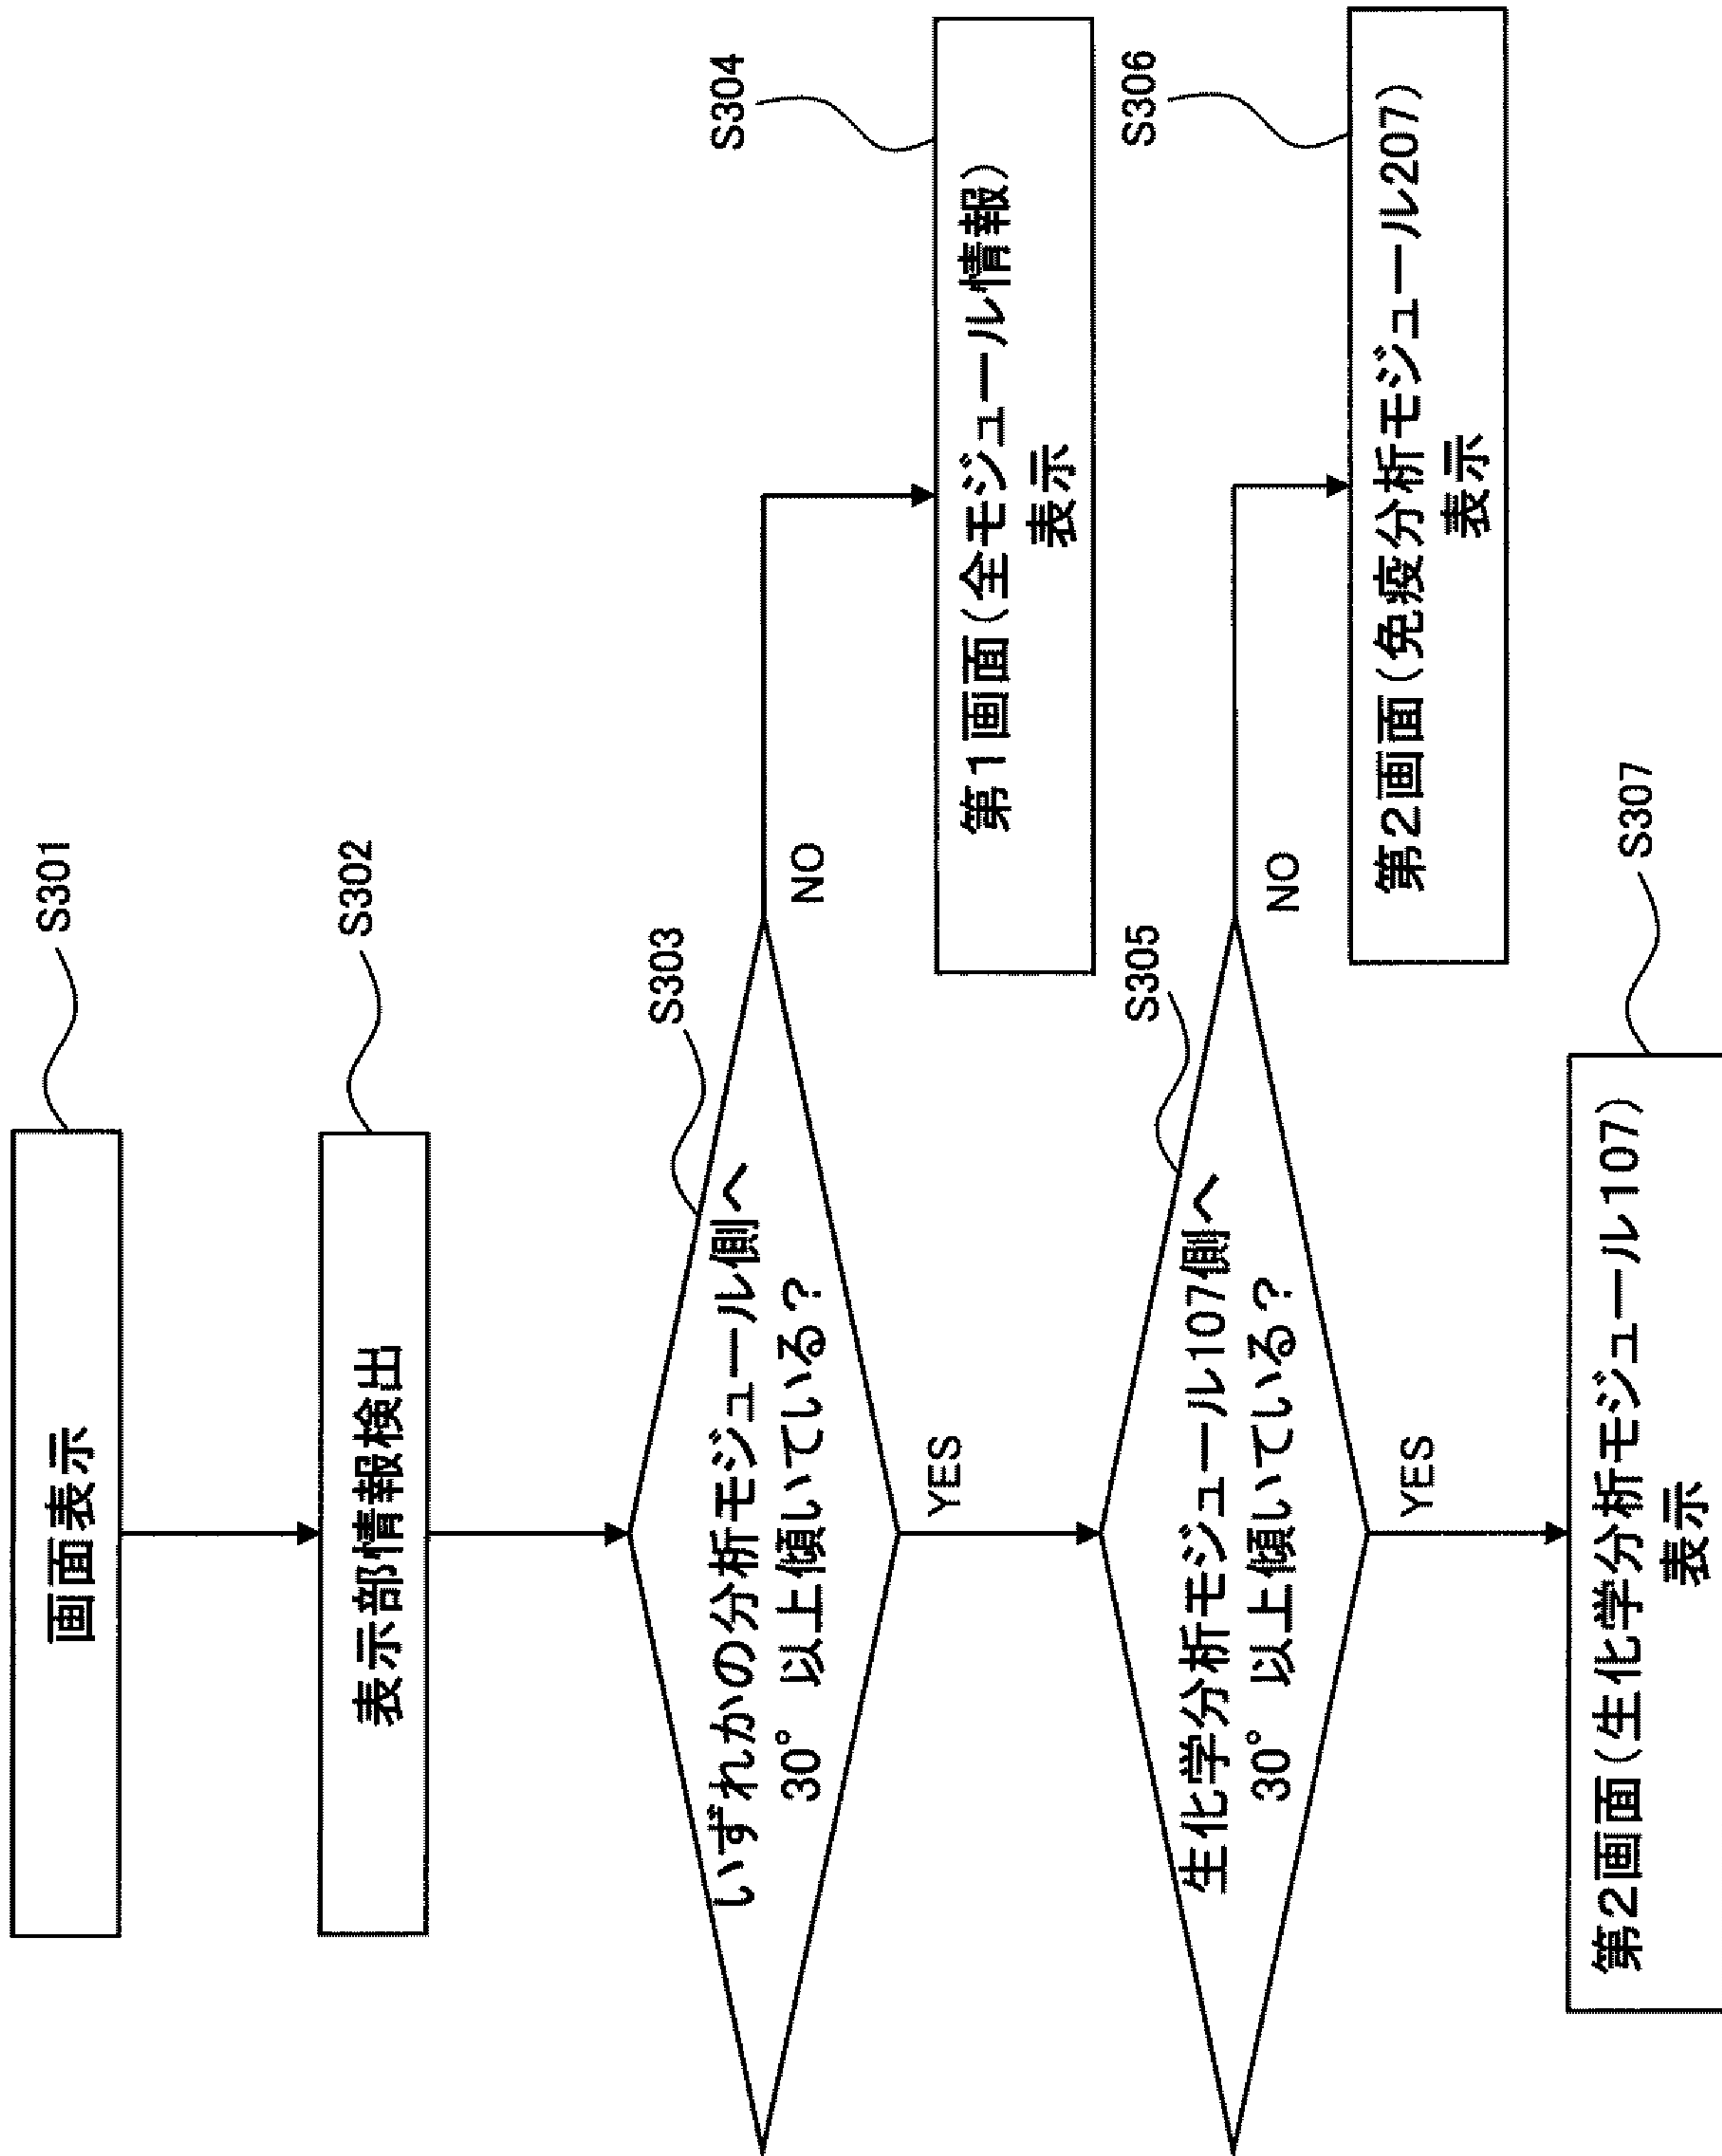 画面表示
S301
表示部情報検出
S302
いずれかの分析モジュール側へ
30° 以上傾いている?
S303
NO
YES
第1画面(全モジュール情報)
表示
S304
生化学分析モジュール107側へ
30° 以上傾いている?
S305
NO
YES
第2画面(免疫分析モジュール207)
表示
S306
第2画面(生化学分析モジュール107)
表示
S307